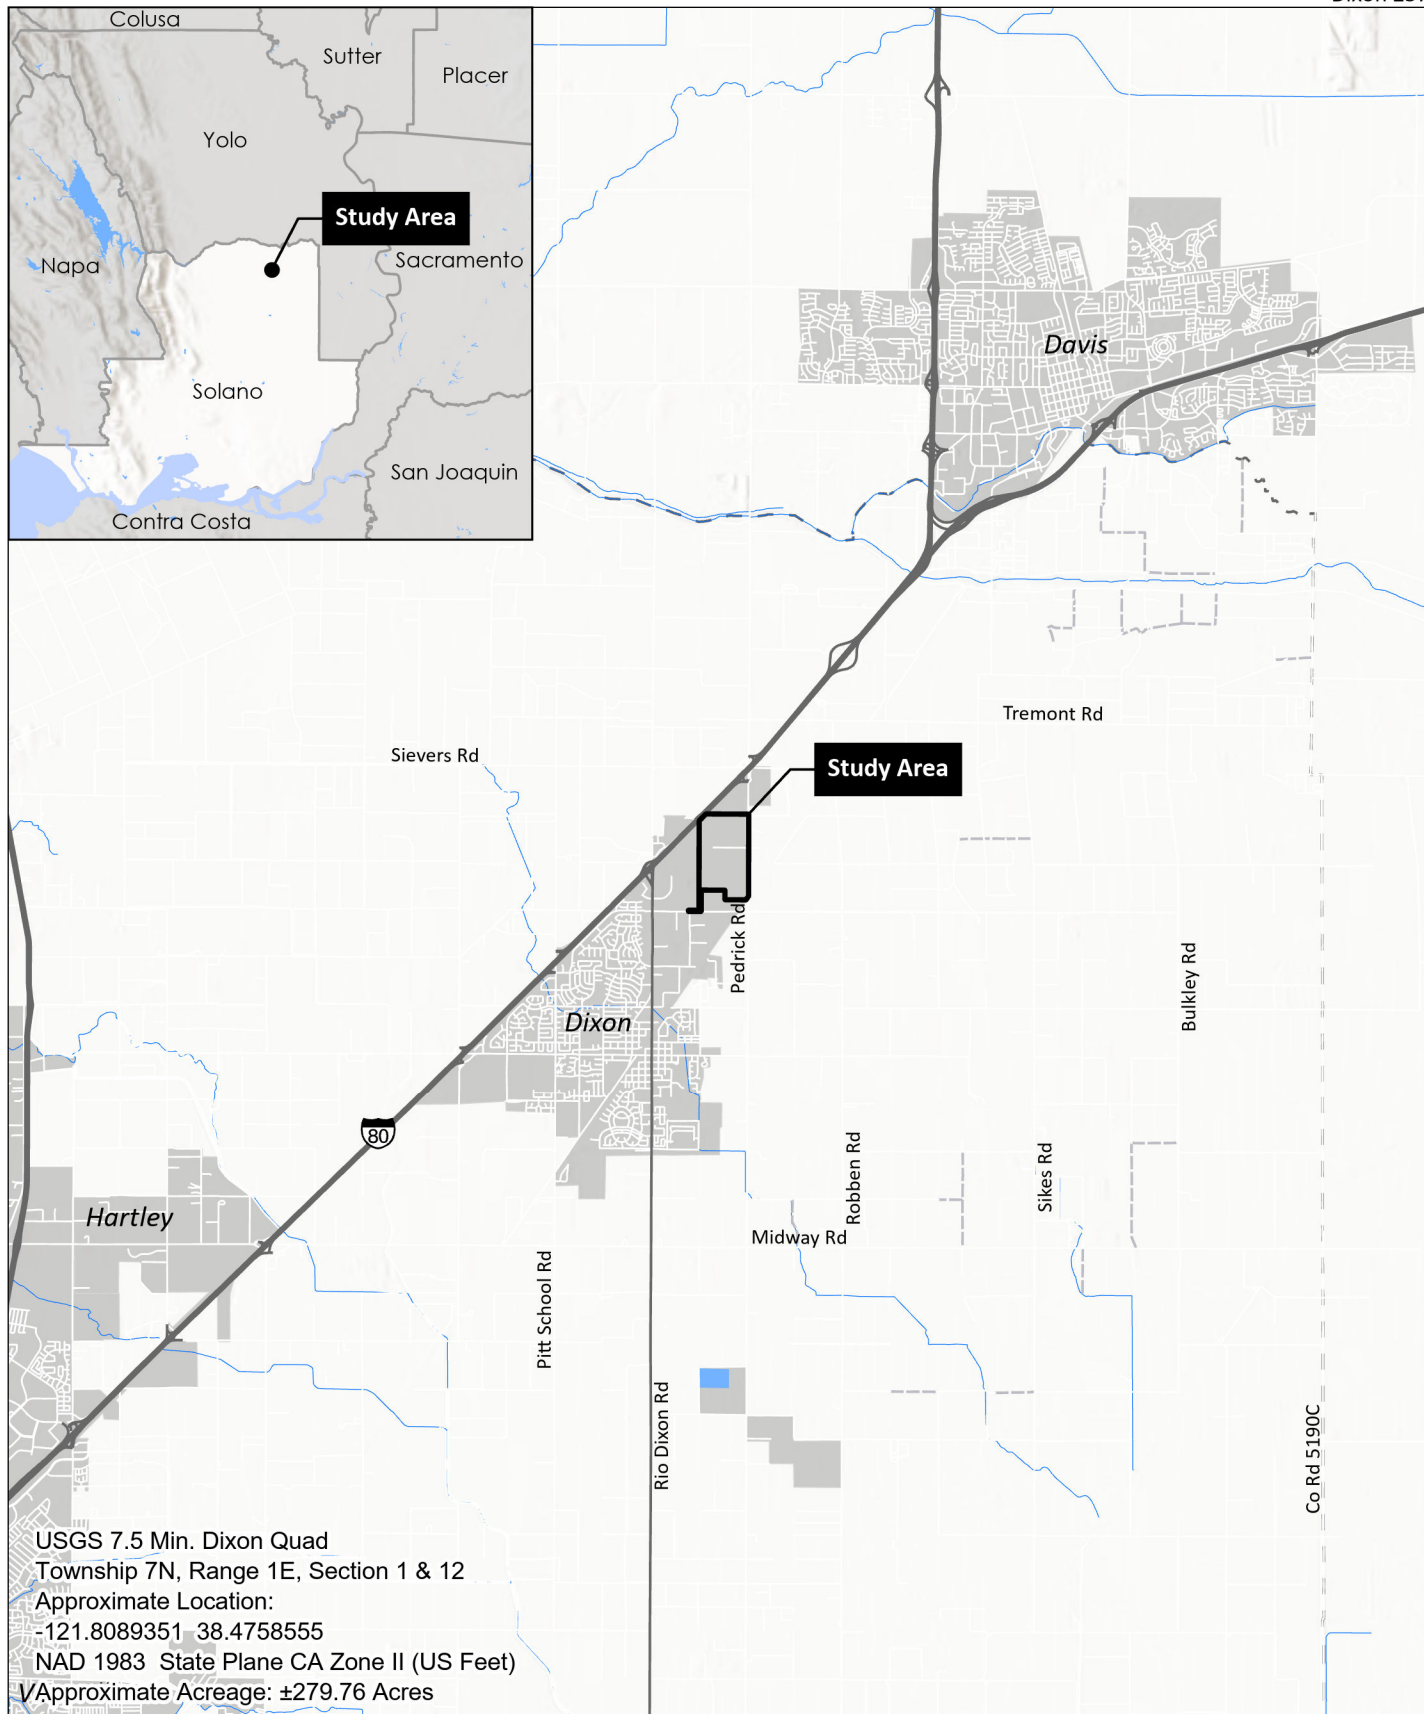 Colusa
Sutter
Placer
Yolo
Study Area
Napa
Sacramento
Solano
San Joaquin
Contra Costa
Davis
Tremont Rd
Sievers Rd
Study Area
Pedrick Rd
Bulkley Rd
Dixon
80
Robben Rd
Sikes Rd
Hartley
Midway Rd
Pitt School Rd
Rio Dixon Rd
Co Rd 5190C
USGS 7.5 Min. Dixon Quad
Township 7N, Range 1E, Section 1 & 12
Approximate Location:
-121.8089351 38.4758555
NAD 1983 State Plane CA Zone II (US Feet)
Approximate Acreage: ±279.76 Acres